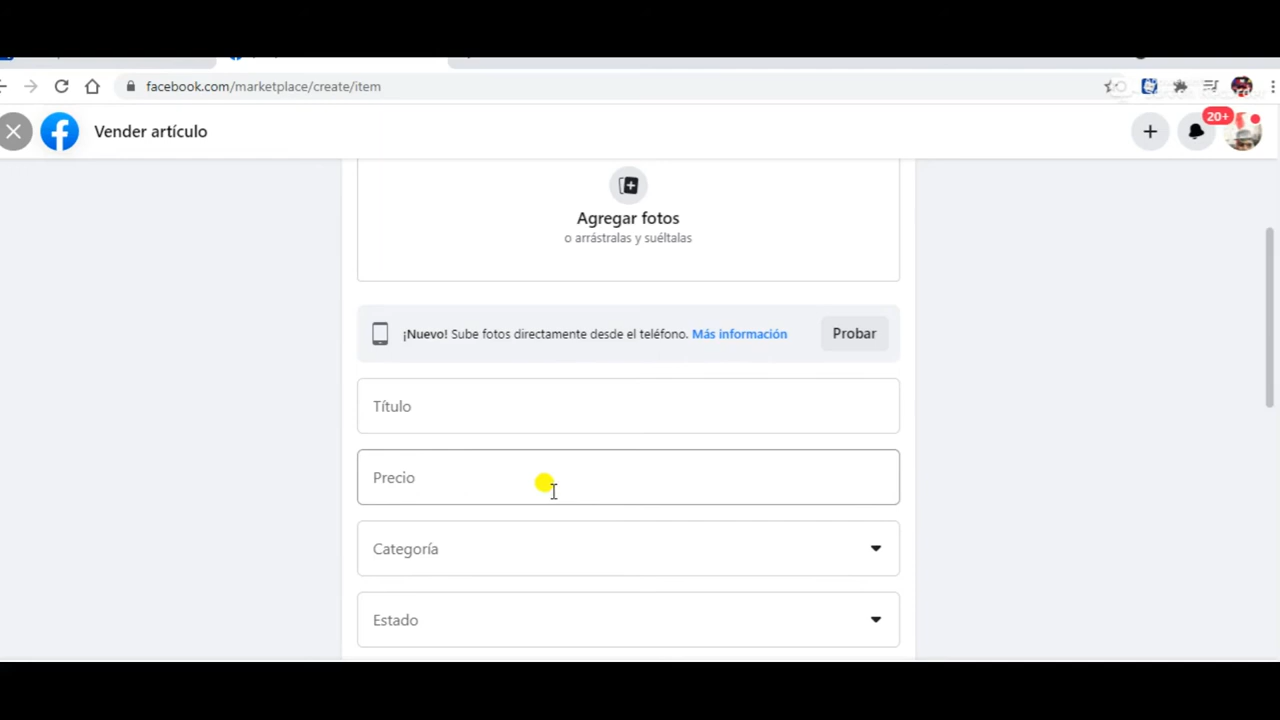 facebook.com/marketplace/create/item
Vender artículo
20+
Agregar fotos
o arrástralas y suéltalas
¡Nuevo! Sube fotos directamente desde el teléfono. Más información
Probar
Título
Precio
Categoría
Estado